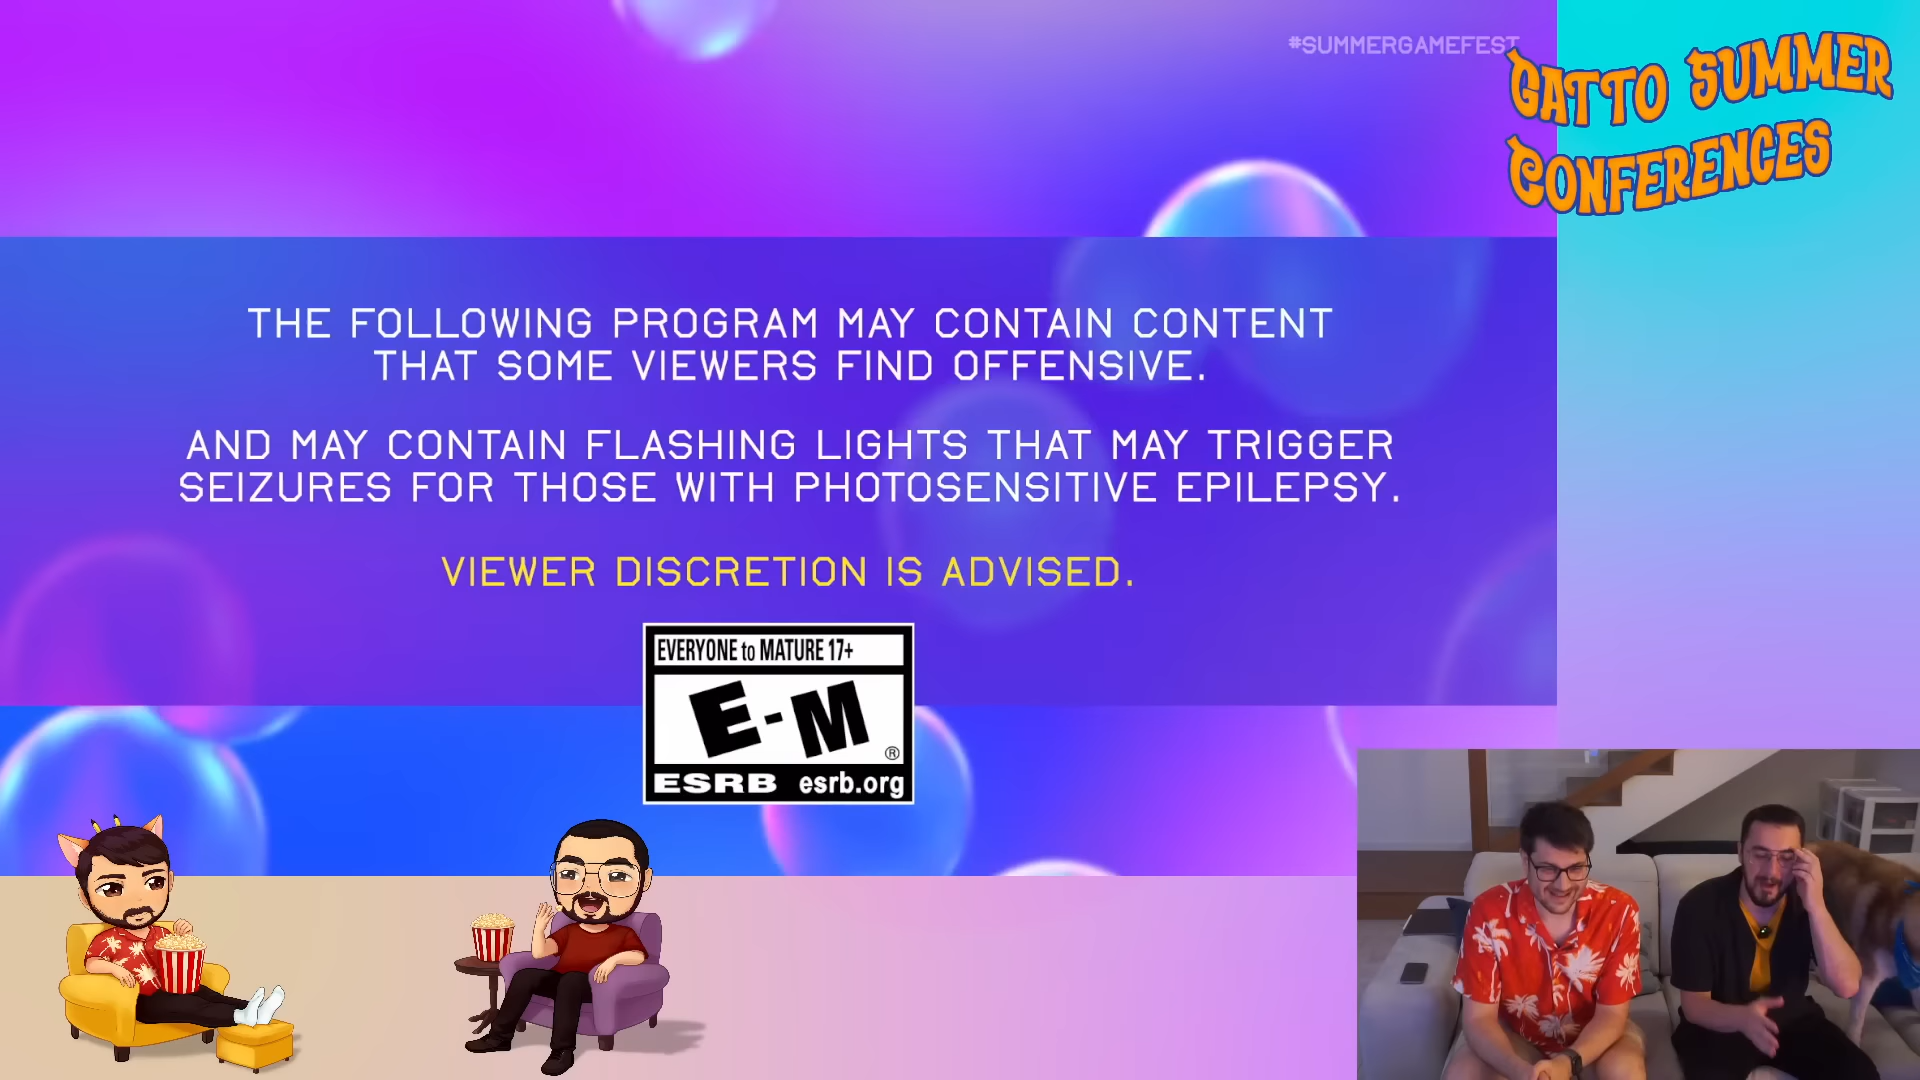 #SUMMERGAMEFEST
GATTO SUMMER
CONFERENCES
THE FOLLOWING PROGRAM MAY CONTAIN CONTENT
THAT SOME VIEWERS FIND OFFENSIVE.
AND MAY CONTAIN FLASHING LIGHTS THAT MAY TRIGGER
SEIZURES FOR THOSE WITH PHOTOSENSITIVE EPILEPSY.
VIEWER DISCRETION IS ADVISED.
EVERYONE to MATURE 17+
E-M
®
ESRB esrb.org